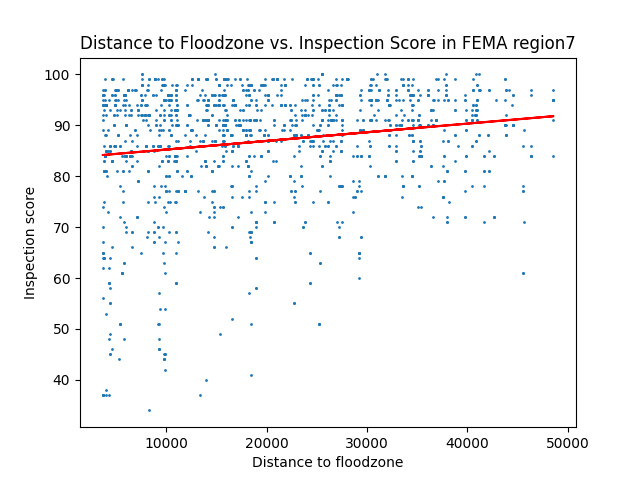 Distance to Floodzone vs. Inspection Score in FEMA region7
100
90
80
70
60
50
40
Inspection score
10000 20000 30000 40000 50000
Distance to floodzone